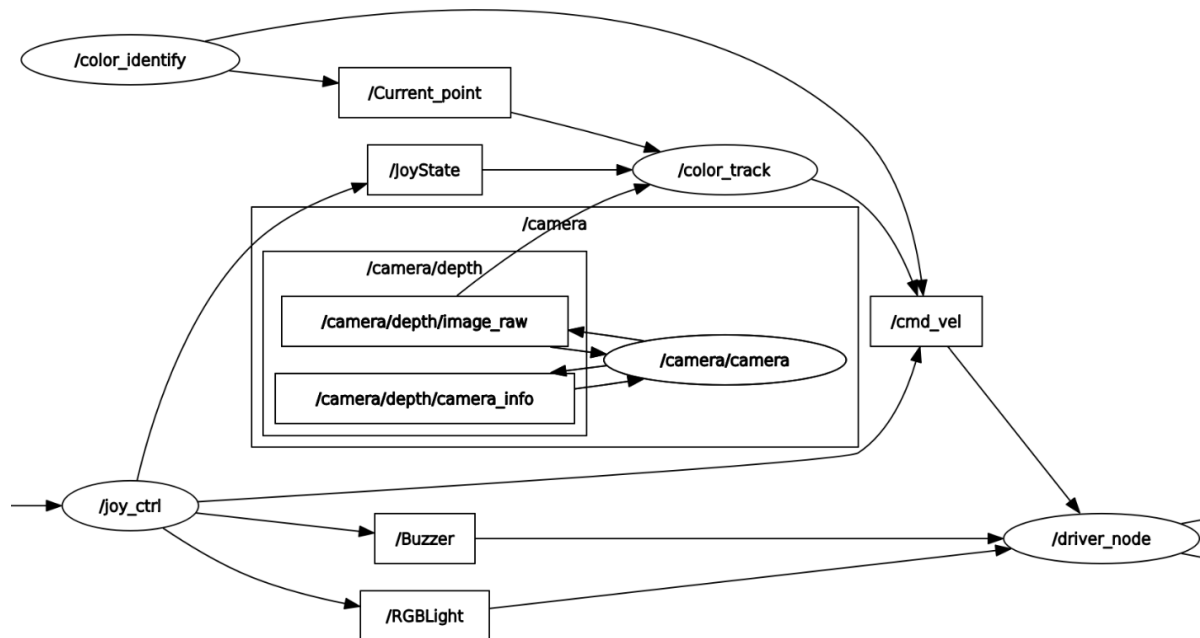 /color_identify
/Current_point
/JoyState
/color_track
/camera
/camera/depth
/camera/depth/image_raw
/cmd_vel
/camera/camera
/camera/depth/camera_info
/joy_ctrl
/Buzzer
/driver_node
/RGBLight